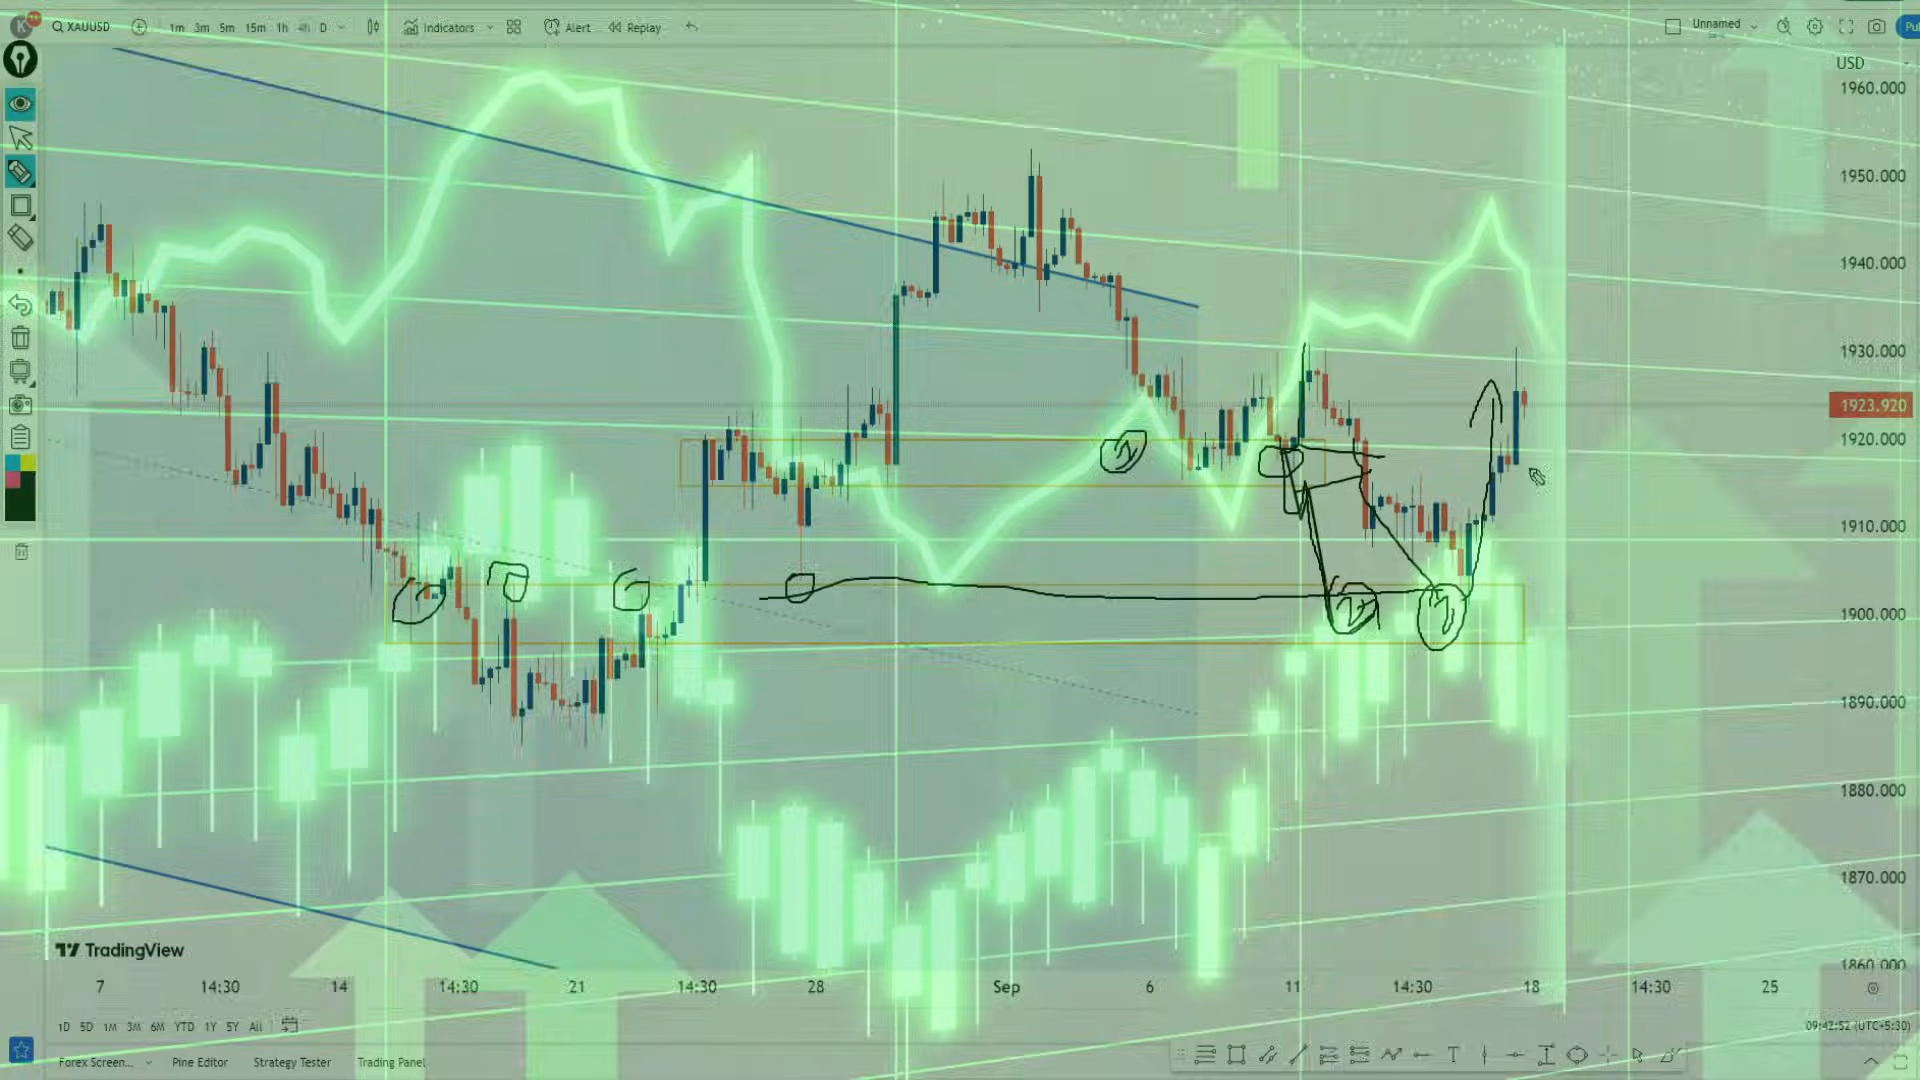 K XAUUSD 1m 3m 5m 15m 1h 4h D Indicators Alert Replay Unnamed
USD
1960.000
1950.000
1940.000
1930.000
1923.920
1920.000
1910.000
1900.000
1890.000
1880.000
1870.000
1860.000
TradingView
7 14:30 14 14:30 21 14:30 28 Sep 6 11 14:30 18 14:30 25
1D 5D 1M 3M 6M YTD 1Y 5Y All
09:42:52 (UTC+5:30)
Forex Screen... Pine Editor Strategy Tester Trading Panel